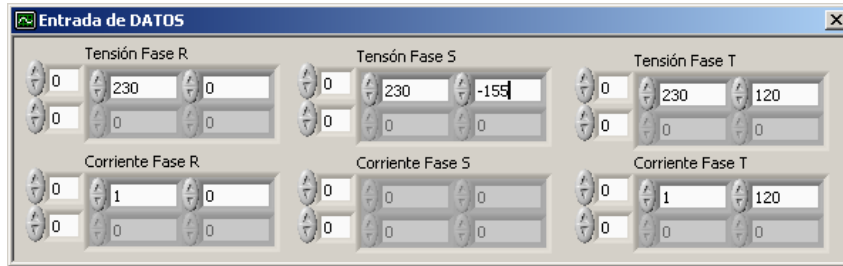 Entrada de DATOS
Tensión Fase R Tensón Fase S Tensión Fase T
0 230 0 0 230 -155 0 230 120
0 0 0 0 0 0 0 0 0
Corriente Fase R Corriente Fase S Corriente Fase T
0 1 0 0 0 0 0 1 120
0 0 0 0 0 0 0 0 0